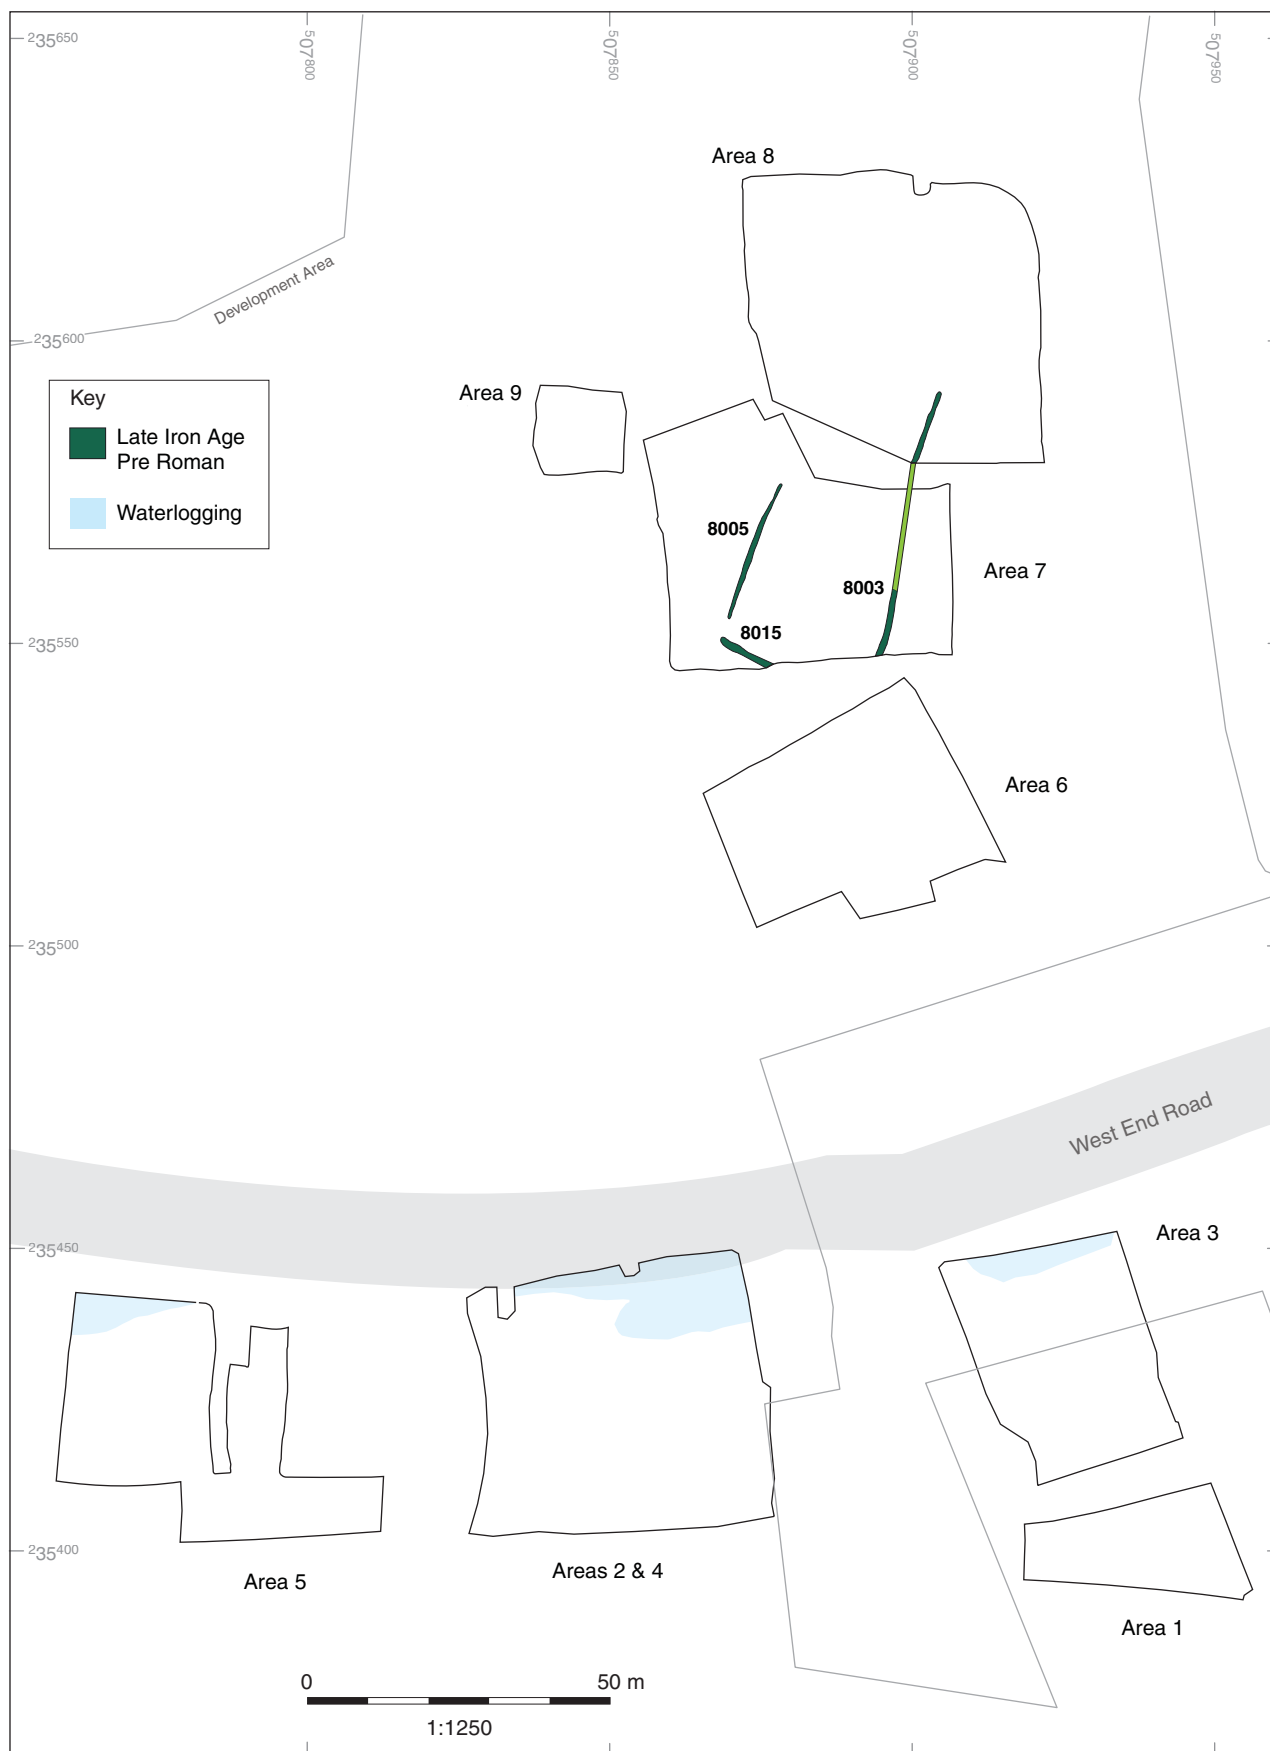 235650
507800
507850
507900
507950
Area 8
Development Area
235600
Key
Late Iron Age
Pre Roman
Waterlogging
Area 9
8005
Area 7
8003
8015
235550
Area 6
235500
West End Road
235450
Area 3
235400
Area 5
Areas 2 & 4
Area 1
0
50 m
1:1250